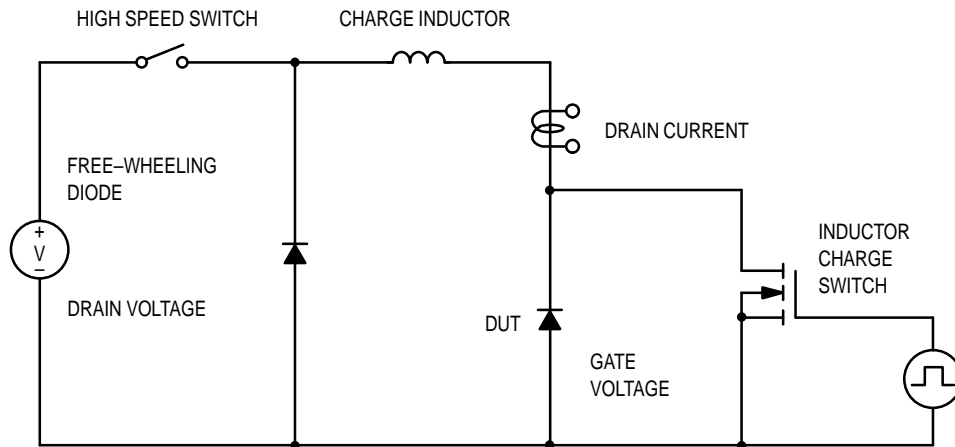 HIGH SPEED SWITCH
CHARGE INDUCTOR
DRAIN CURRENT
FREE–WHEELING
DIODE
+
V
–
DRAIN VOLTAGE
INDUCTOR
CHARGE
SWITCH
DUT
GATE
VOLTAGE